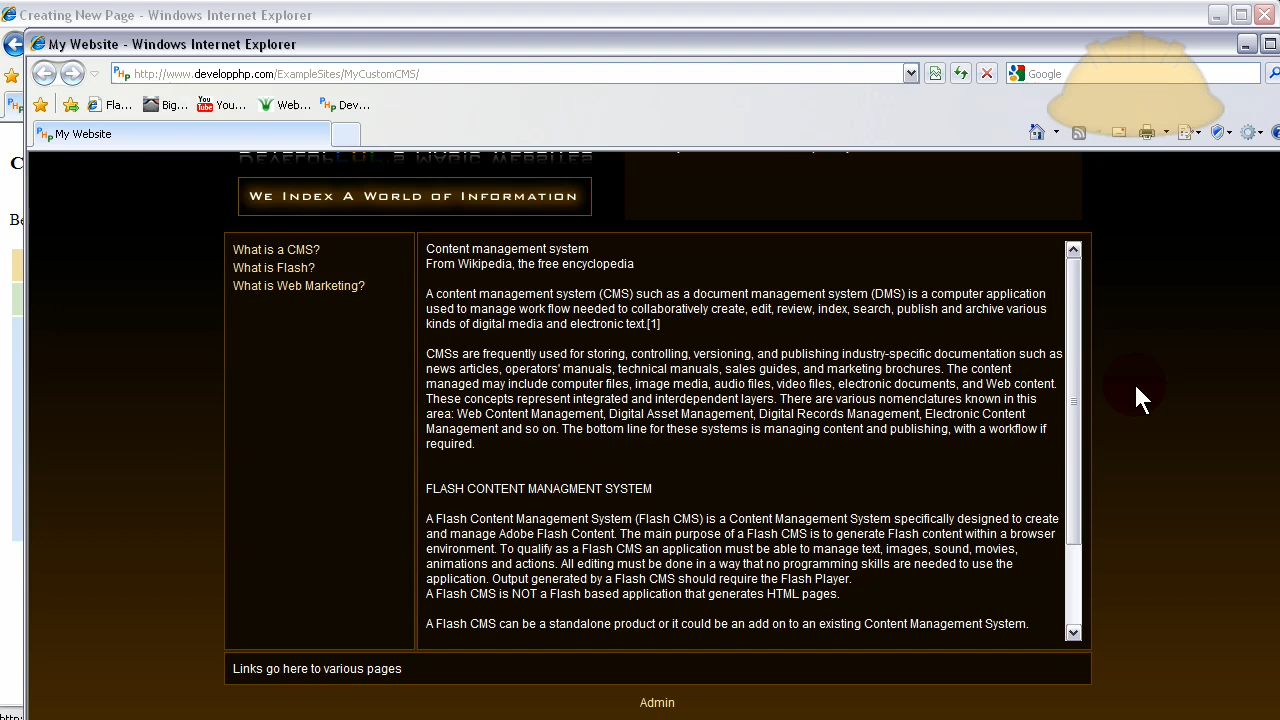 Creating New Page - Windows Internet Explorer
My Website - Windows Internet Explorer
http://www.developphp.com/ExampleSites/MyCustomCMS/
Google
Fla...
Big...
You...
Web...
Dev...
My Website
We Index A World of Information
What is a CMS?
What is Flash?
What is Web Marketing?
Content management system
From Wikipedia, the free encyclopedia
A content management system (CMS) such as a document management system (DMS) is a computer application
used to manage work flow needed to collaboratively create, edit, review, index, search, publish and archive various
kinds of digital media and electronic text.[1]
CMSs are frequently used for storing, controlling, versioning, and publishing industry-specific documentation such as
news articles, operators' manuals, technical manuals, sales guides, and marketing brochures. The content
managed may include computer files, image media, audio files, video files, electronic documents, and Web content.
These concepts represent integrated and interdependent layers. There are various nomenclatures known in this
area: Web Content Management, Digital Asset Management, Digital Records Management, Electronic Content
Management and so on. The bottom line for these systems is managing content and publishing, with a workflow if
required.
FLASH CONTENT MANAGMENT SYSTEM
A Flash Content Management System (Flash CMS) is a Content Management System specifically designed to create
and manage Adobe Flash Content. The main purpose of a Flash CMS is to generate Flash content within a browser
environment. To qualify as a Flash CMS an application must be able to manage text, images, sound, movies,
animations and actions. All editing must be done in a way that no programming skills are needed to use the
application. Output generated by a Flash CMS should require the Flash Player.
A Flash CMS is NOT a Flash based application that generates HTML pages.
A Flash CMS can be a standalone product or it could be an add on to an existing Content Management System.
Links go here to various pages
Admin